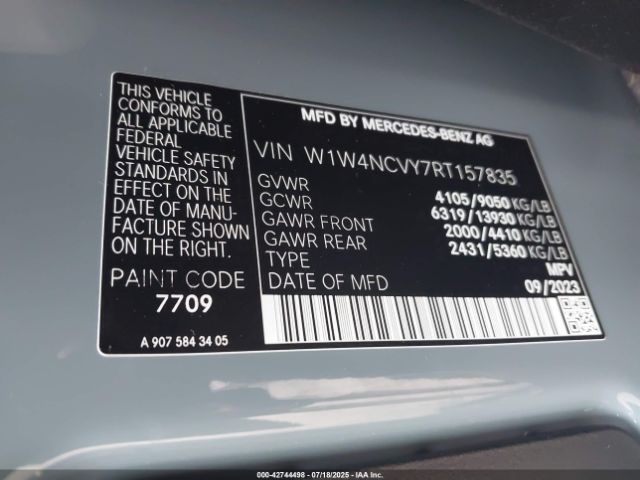 THIS VEHICLE
CONFORMS TO
ALL APPLICABLE
FEDERAL
VEHICLE SAFETY
STANDARDS IN
EFFECT ON THE
DATE OF MANU-
FACTURE SHOWN
ON THE RIGHT.
PAINT CODE
7709
A 907 584 34 05
MFD BY MERCEDES-BENZ AG
VIN W1W4NCVY7RT157835
GVWR 4105/9050 KG/LB
GCWR 6319/13930 KG/LB
GAWR FRONT 2000/4410 KG/LB
GAWR REAR 2431/5360 KG/LB
TYPE MPV
DATE OF MFD 09/2023
000-42744498 - 07/18/2025 - IAA Inc.